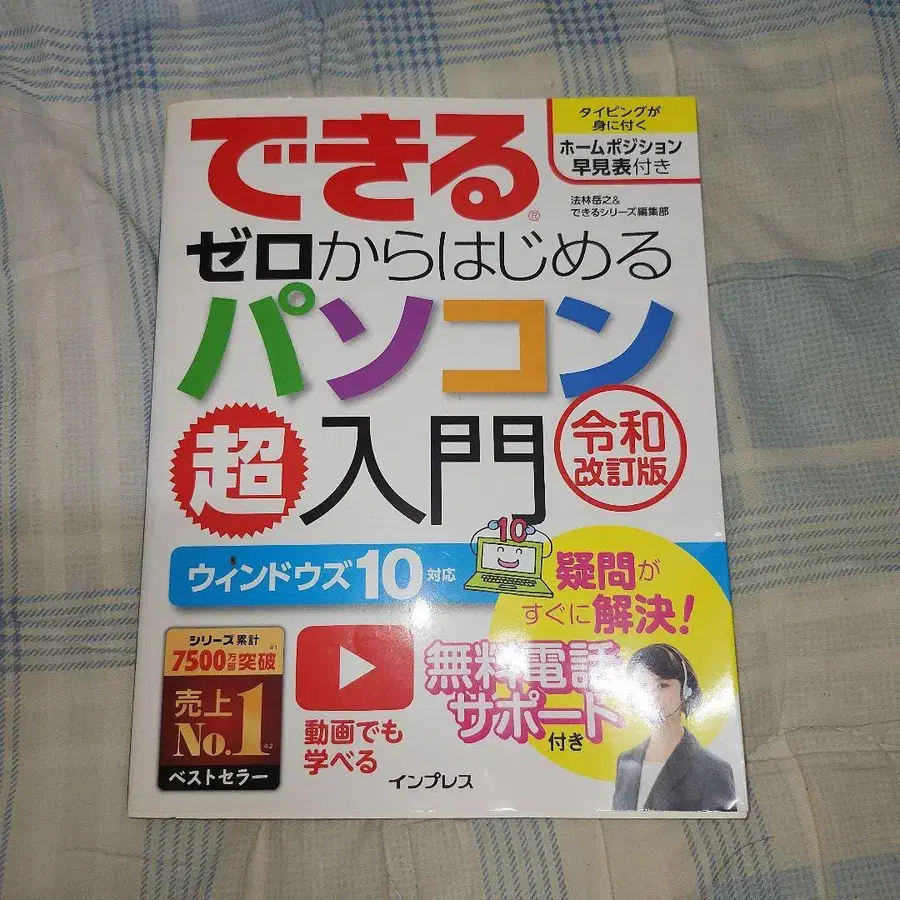 できる®
タイピングが
身に付く
ホームポジション
早見表付き
法林岳之&
できるシリーズ編集部
ゼロからはじめる
パソコン
超入門
令和
改訂版
ウィンドウズ10対応
10
疑問が
すぐに解決!
無料電話
サポート
付き
シリーズ累計
7500万部突破※1
売上
No.1※2
ベストセラー
動画でも
学べる
インプレス